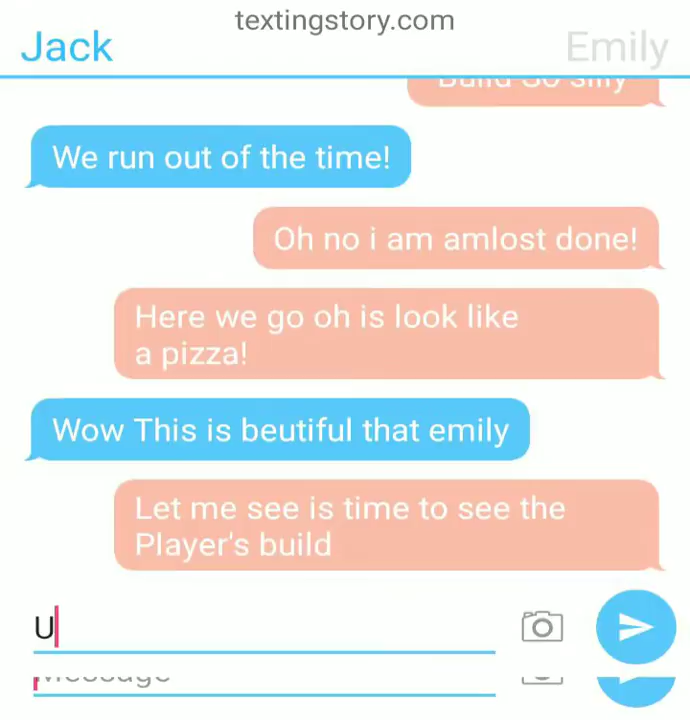 textingstory.com
Jack
Emily
We run out of the time!
Oh no i am amlost done!
Here we go oh is look like
a pizza!
Wow This is beutiful that emily
Let me see is time to see the
Player's build
U
Message